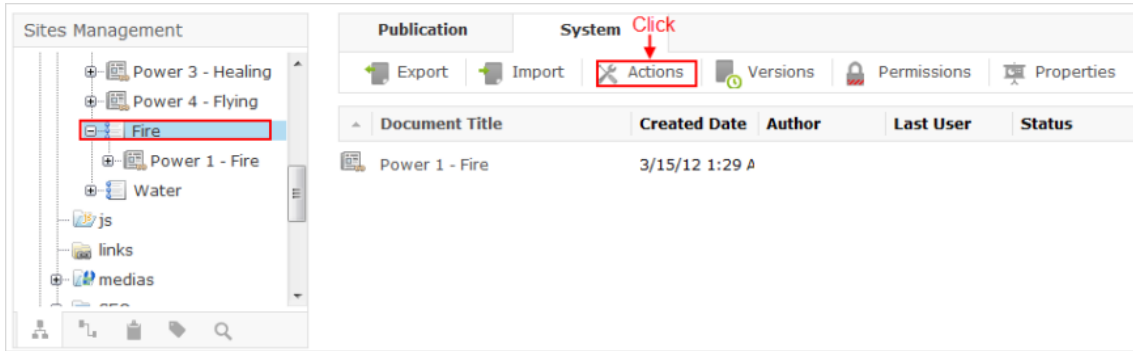 Sites Management
Power 3 - Healing
Power 4 - Flying
Fire
Power 1 - Fire
Water
js
links
medias
Publication System Click
Export Import Actions Versions Permissions Properties
Document Title Created Date Author Last User Status
Power 1 - Fire 3/15/12 1:29 A